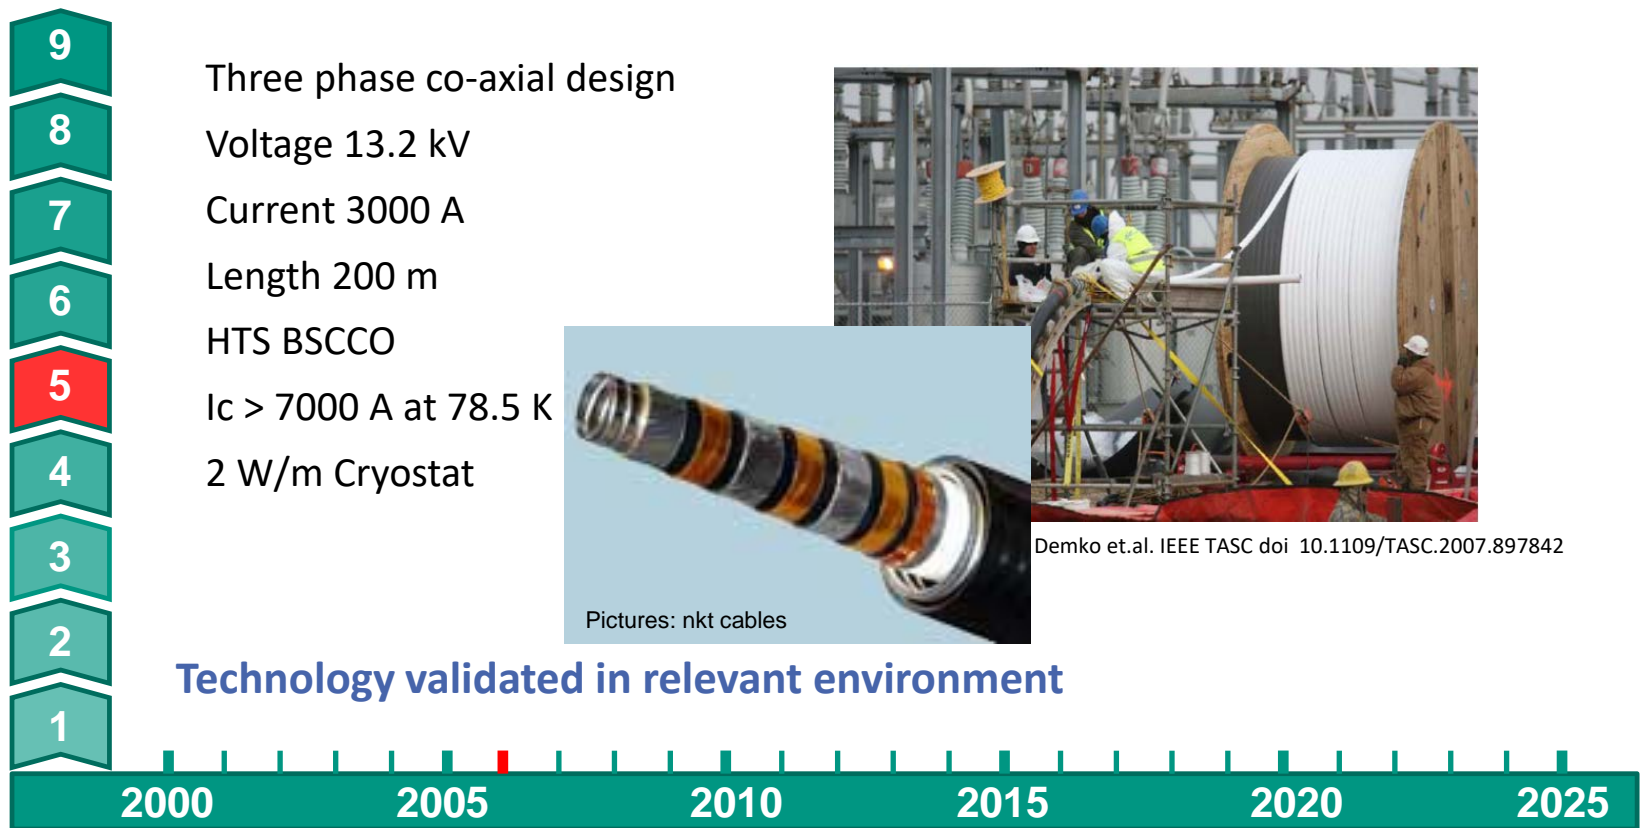 9
8
7
6
5
4
3
2
1
Three phase co-axial design
Voltage 13.2 kV
Current 3000 A
Length 200 m
HTS BSCCO
Ic > 7000 A at 78.5 K
2 W/m Cryostat
Demko et.al. IEEE TASC doi  10.1109/TASC.2007.897842
Pictures: nkt cables
Technology validated in relevant environment
2000 2005 2010 2015 2020 2025